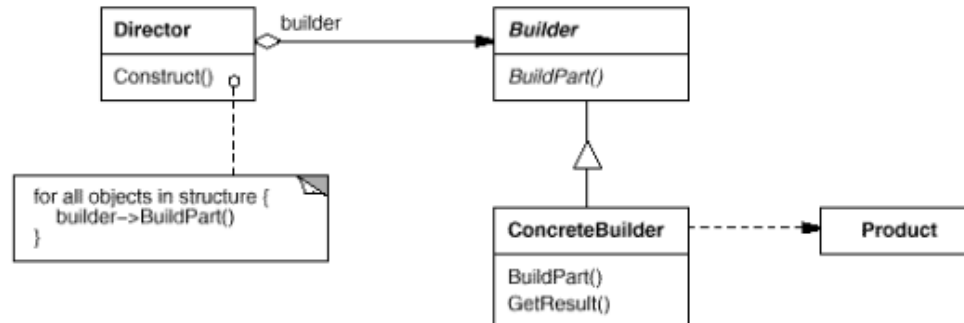 Director
builder
Builder
Construct()
BuildPart()
for all objects in structure {
builder->BuildPart()
}
ConcreteBuilder
Product
BuildPart()
GetResult()